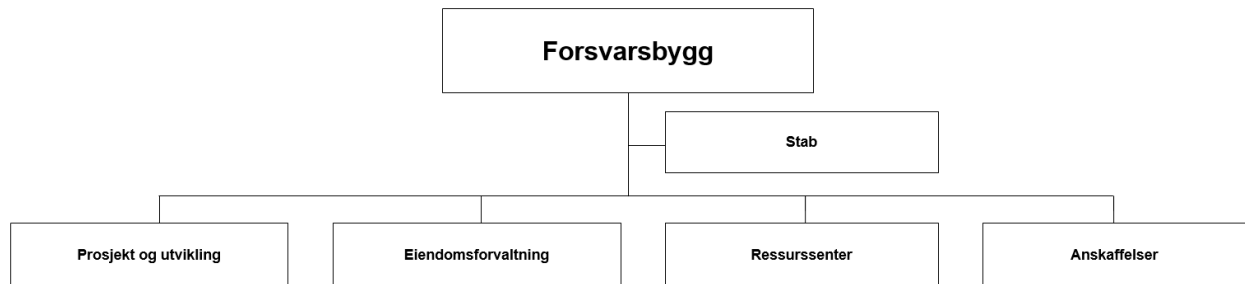 Forsvarsbygg
Stab
Prosjekt og utvikling
Eiendomsforvaltning
Ressurssenter
Anskaffelser